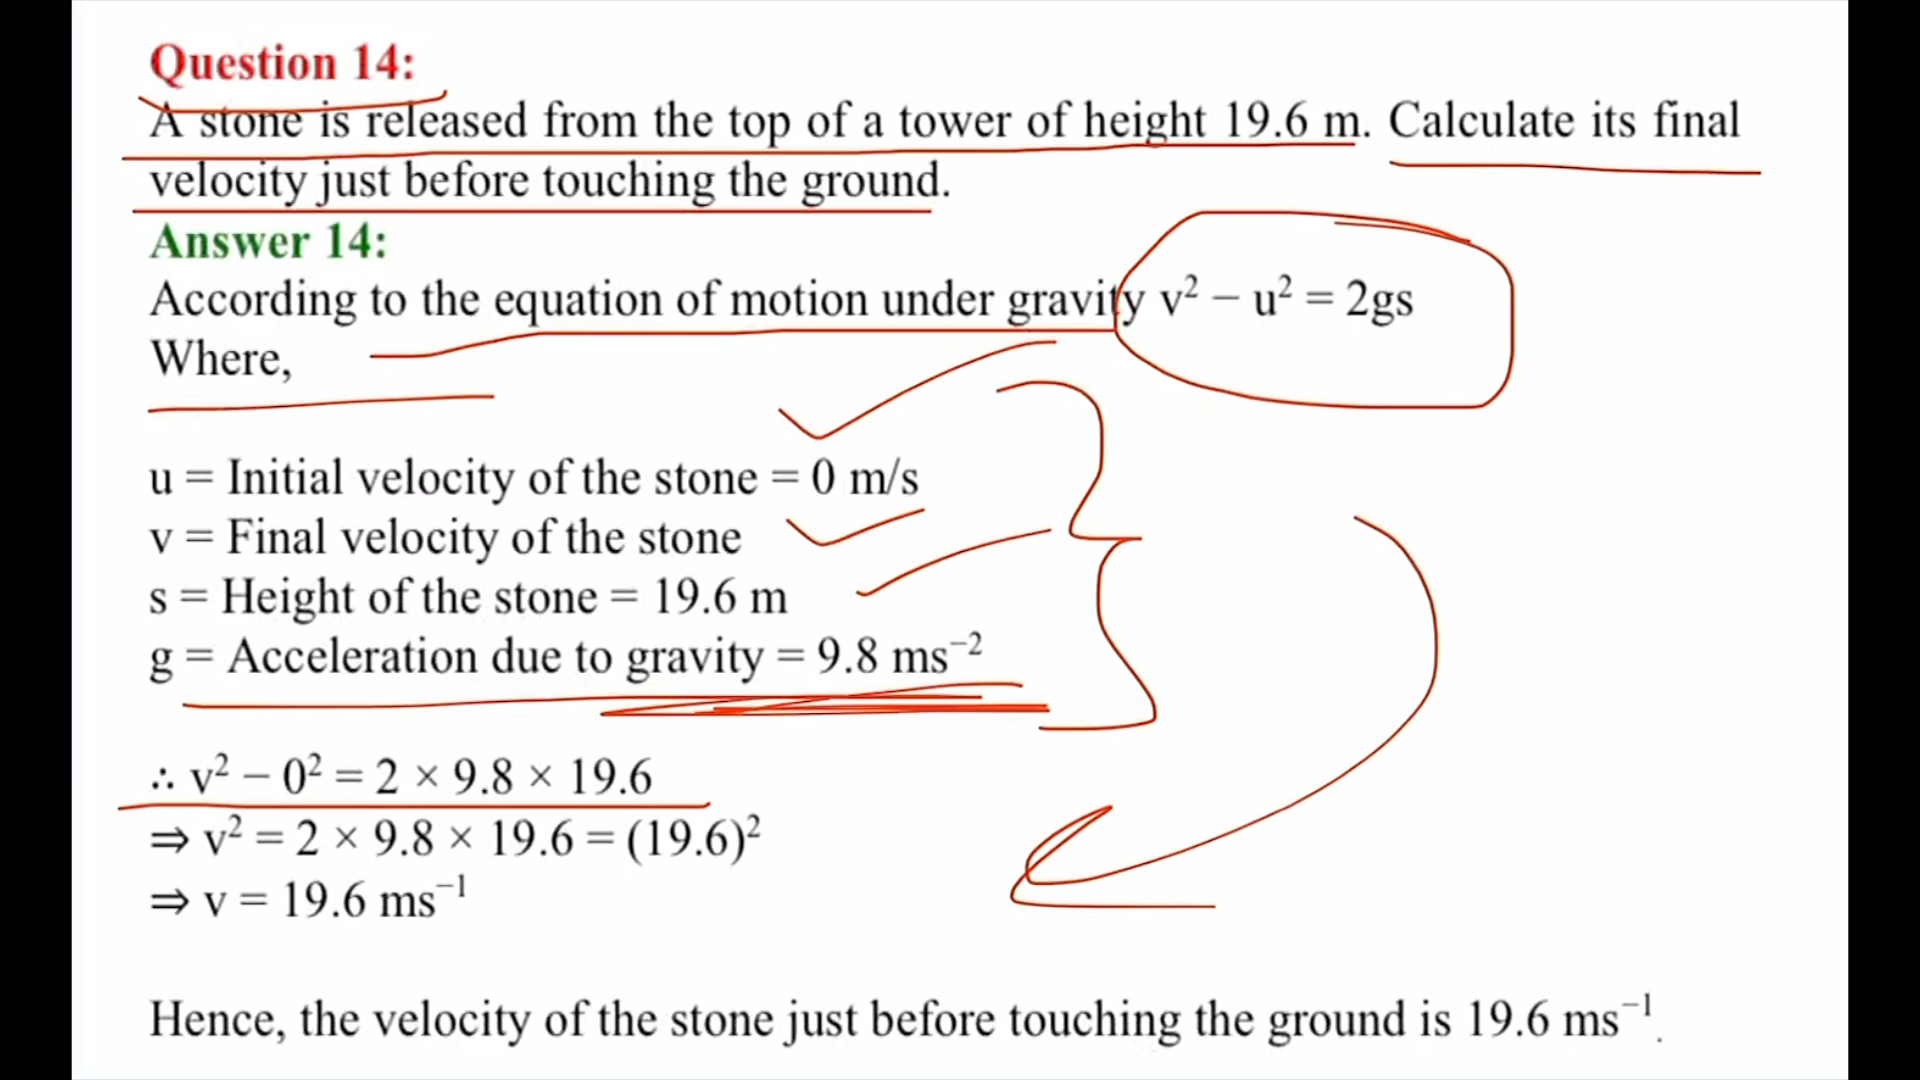 Question 14:
A stone is released from the top of a tower of height 19.6 m. Calculate its final
velocity just before touching the ground.
Answer 14:
According to the equation of motion under gravity v² − u² = 2gs
Where,
u = Initial velocity of the stone = 0 m/s
v = Final velocity of the stone
s = Height of the stone = 19.6 m
g = Acceleration due to gravity = 9.8 ms⁻²
∴ v² − 0² = 2 × 9.8 × 19.6
⇒ v² = 2 × 9.8 × 19.6 = (19.6)²
⇒ v = 19.6 ms⁻¹
Hence, the velocity of the stone just before touching the ground is 19.6 ms⁻¹.